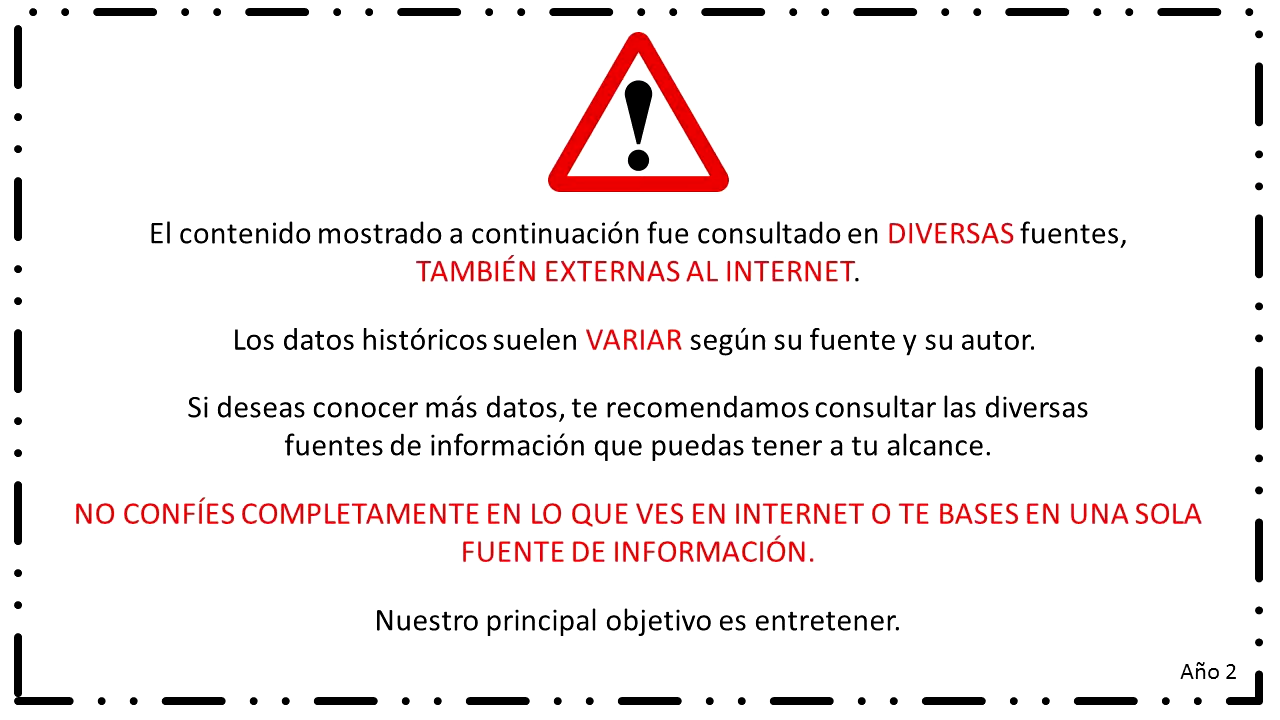 El contenido mostrado a continuación fue consultado en DIVERSAS fuentes,
TAMBIÉN EXTERNAS AL INTERNET.
Los datos históricos suelen VARIAR según su fuente y su autor.
Si deseas conocer más datos, te recomendamos consultar las diversas
fuentes de información que puedas tener a tu alcance.
NO CONFÍES COMPLETAMENTE EN LO QUE VES EN INTERNET O TE BASES EN UNA SOLA
FUENTE DE INFORMACIÓN.
Nuestro principal objetivo es entretener.
Año 2